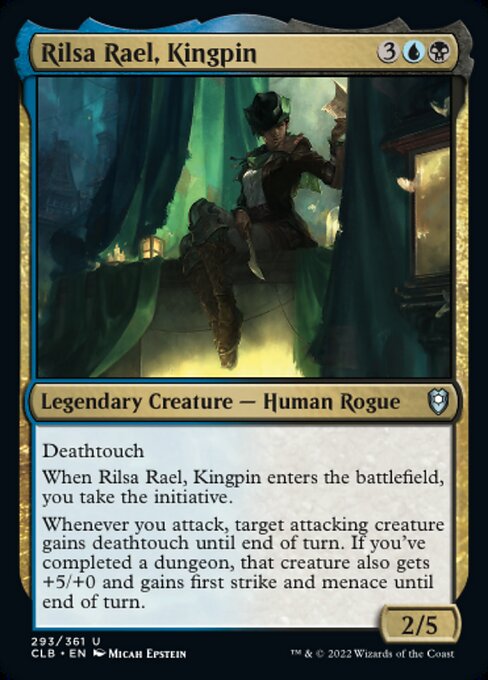 Rilsa Rael, Kingpin 3
Legendary Creature — Human Rogue
Deathtouch
When Rilsa Rael, Kingpin enters the battlefield,
you take the initiative.
Whenever you attack, target attacking creature
gains deathtouch until end of turn. If you've
completed a dungeon, that creature also gets
+5/+0 and gains first strike and menace until
end of turn.
2/5
293/361 U
CLB • EN Micah Epstein ™ & © 2022 Wizards of the Coast